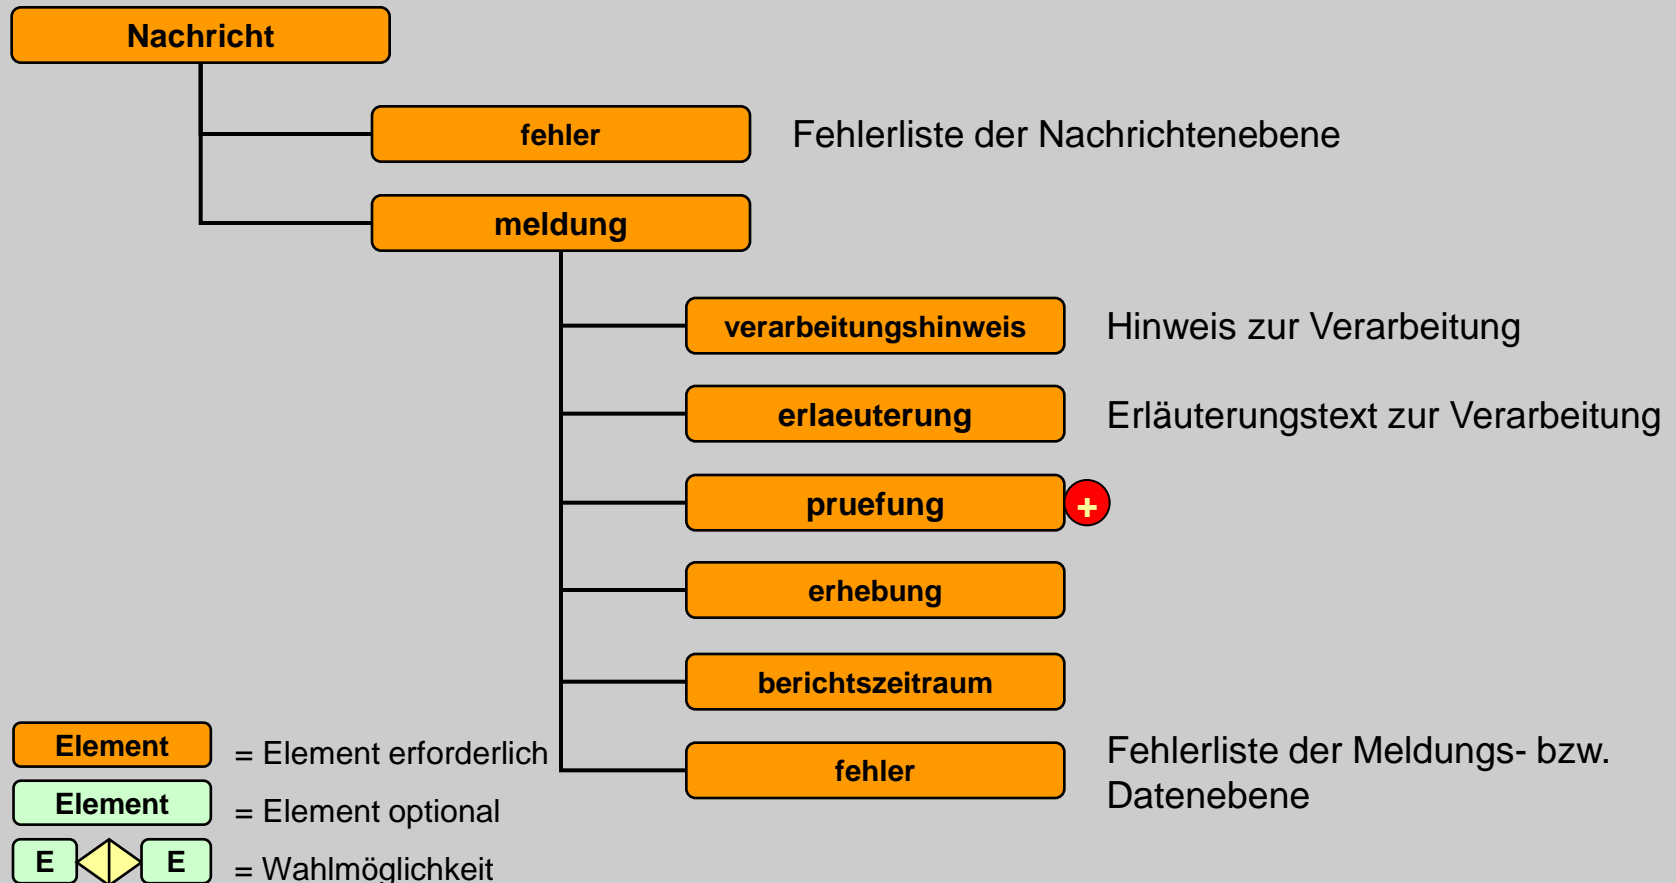 Nachricht
fehler
Fehlerliste der Nachrichtenebene
meldung
verarbeitungshinweis
Hinweis zur Verarbeitung
erlaeuterung
Erläuterungstext zur Verarbeitung
pruefung
+
erhebung
berichtszeitraum
fehler
Fehlerliste der Meldungs- bzw.
Datenebene
Element
= Element erforderlich
Element
= Element optional
E E
= Wahlmöglichkeit